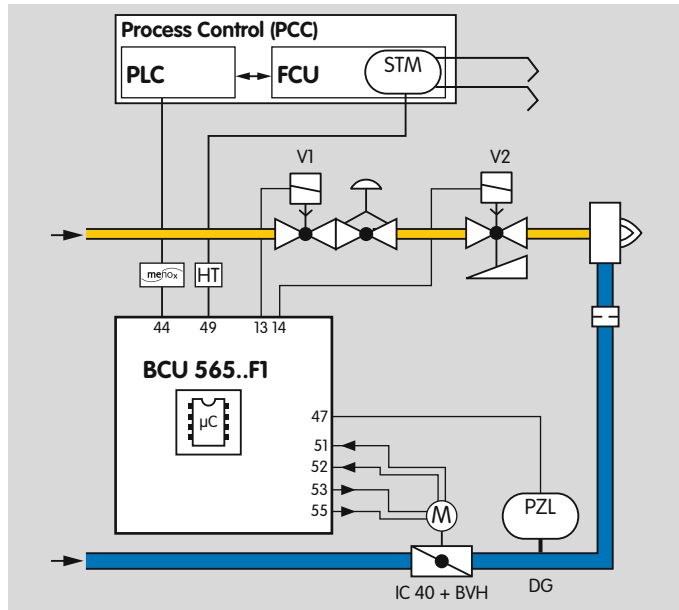 Process Control (PCC)
PLC
FCU
STM
V1
V2
menox
HT
44
49
13
14
BCU 565..F1
µC
47
51
52
53
55
M
PZL
IC 40 + BVH
DG